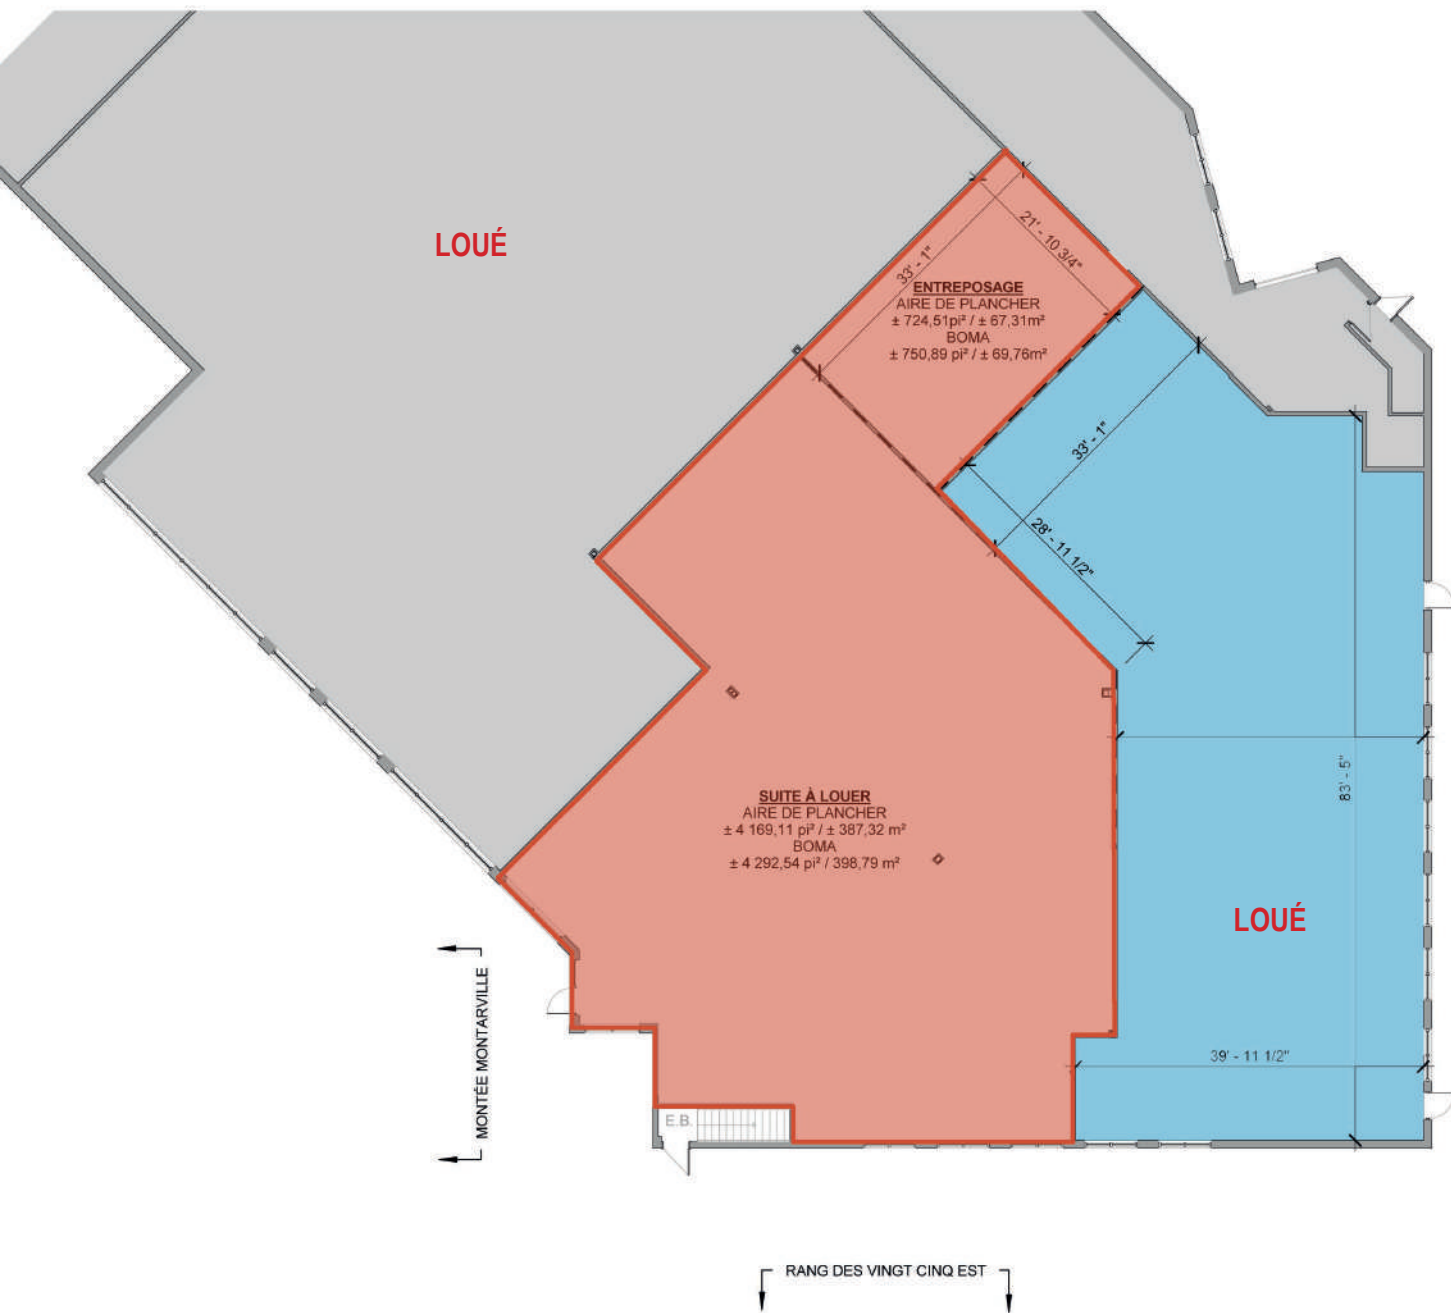 LOUÉ
21' - 10 3/4"
33' - 1"
ENTREPOSAGE
AIRE DE PLANCHER
± 724,51pi² / ± 67,31m²
BOMA
± 750,89 pi² / ± 69,76m²
33' - 1"
28' - 11 1/2"
83' - 5"
SUITE À LOUER
AIRE DE PLANCHER
± 4 169,11 pi² / ± 387,32 m²
BOMA
± 4 292,54 pi² / 398,79 m²
LOUÉ
MONTÉE MONTARVILLE
39' - 11 1/2"
E.B.
RANG DES VINGT CINQ EST